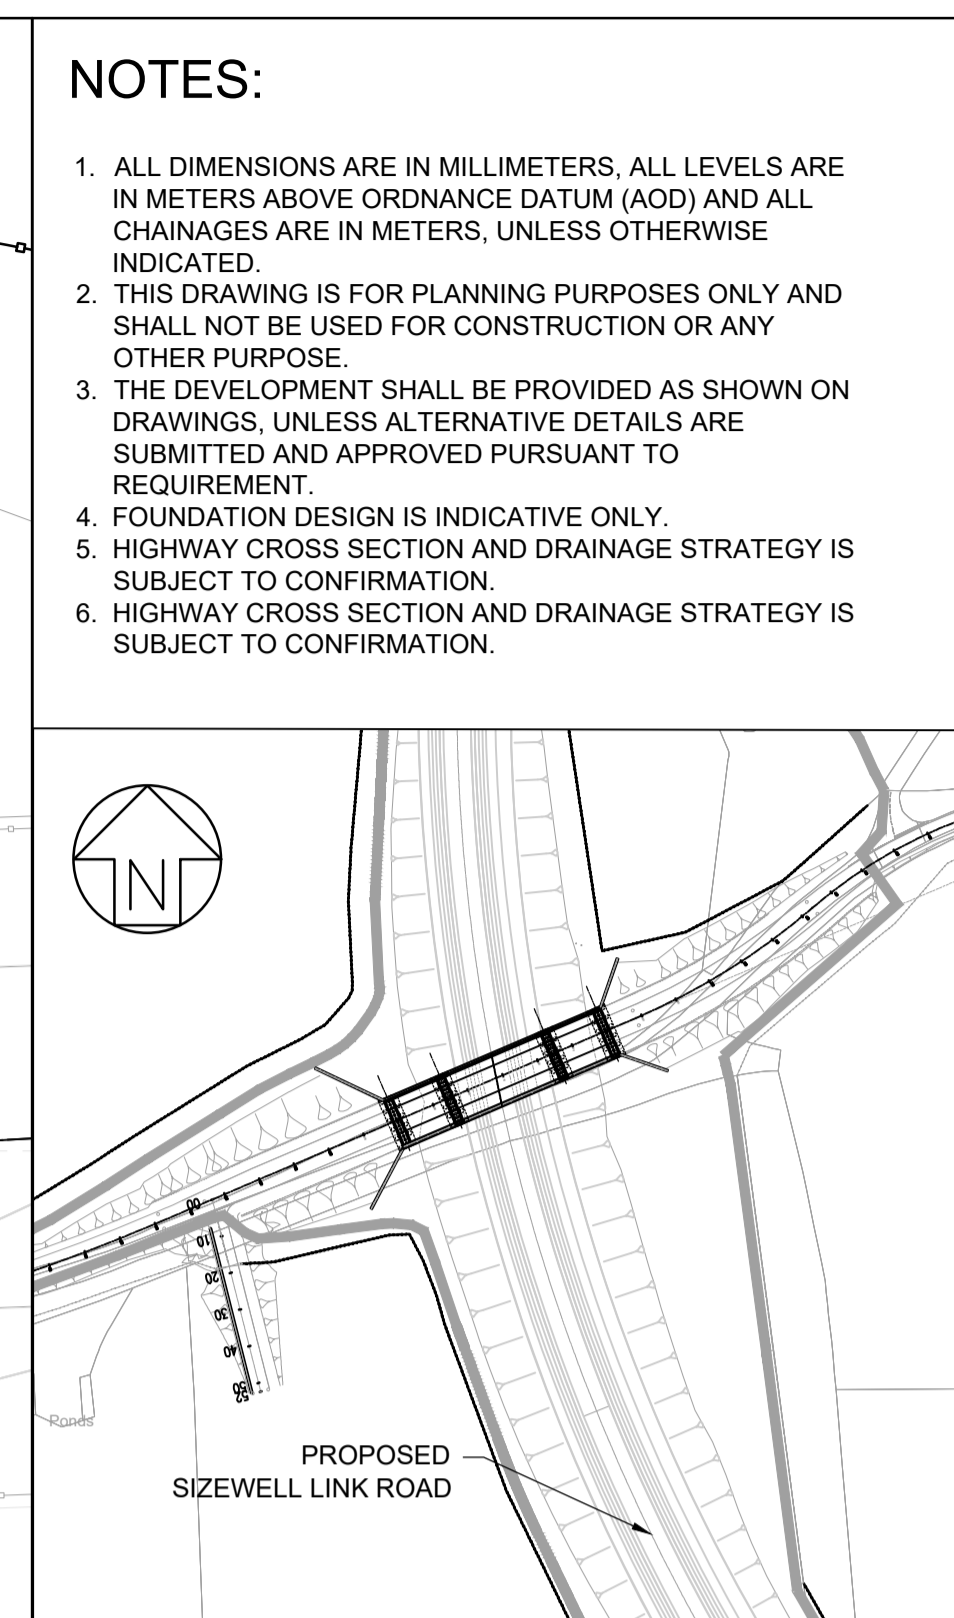 NOTES:
1. ALL DIMENSIONS ARE IN MILLIMETERS, ALL LEVELS ARE
IN METERS ABOVE ORDNANCE DATUM (AOD) AND ALL
CHAINAGES ARE IN METERS, UNLESS OTHERWISE
INDICATED.
2. THIS DRAWING IS FOR PLANNING PURPOSES ONLY AND
SHALL NOT BE USED FOR CONSTRUCTION OR ANY
OTHER PURPOSE.
3. THE DEVELOPMENT SHALL BE PROVIDED AS SHOWN ON
DRAWINGS, UNLESS ALTERNATIVE DETAILS ARE
SUBMITTED AND APPROVED PURSUANT TO
REQUIREMENT.
4. FOUNDATION DESIGN IS INDICATIVE ONLY.
5. HIGHWAY CROSS SECTION AND DRAINAGE STRATEGY IS
SUBJECT TO CONFIRMATION.
6. HIGHWAY CROSS SECTION AND DRAINAGE STRATEGY IS
SUBJECT TO CONFIRMATION.
N
00
10
20
30
40
50
52
Ponds
PROPOSED
SIZEWELL LINK ROAD